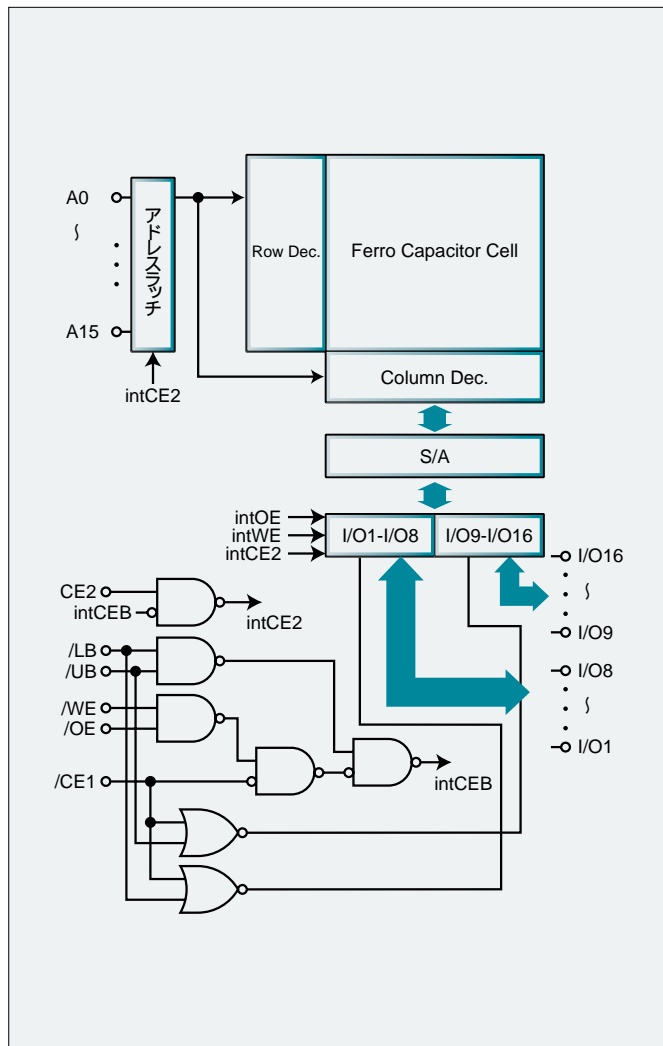 A0
～
A15
アドレスラッチ
intCE2
Row Dec.
Ferro Capacitor Cell
Column Dec.
S/A
intOE
intWE
intCE2
I/O1-I/O8
I/O9-I/O16
I/O16
～
I/O9
I/O8
～
I/O1
CE2
intCEB
intCE2
/LB
/UB
/WE
/OE
/CE1
intCEB